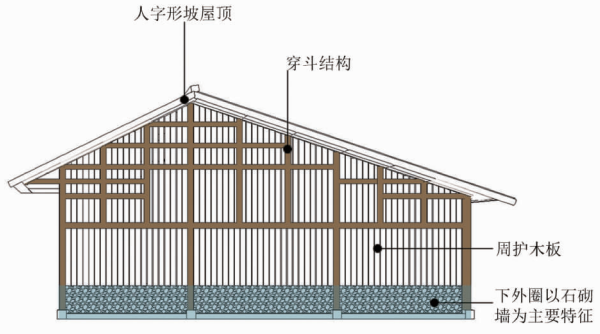 人字形坡屋顶
穿斗结构
周护木板
下外圈以石砌
墙为主要特征